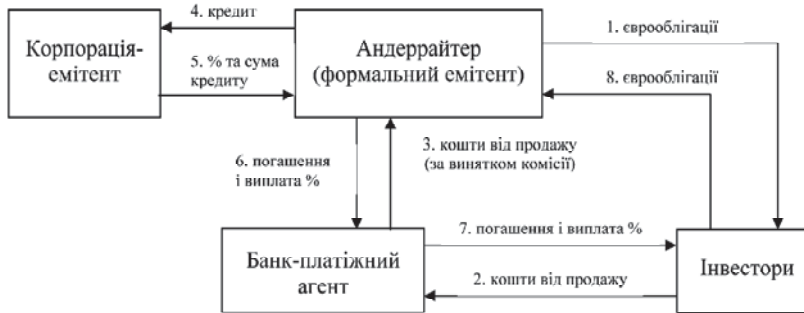 4. кредит
Корпорація-
емітент
5. % та сума
кредиту
Андеррайтер
(формальний емітент)
1. єврооблігації
8. єврооблігації
6. погашення
і виплата %
3. кошти від продажу
(за винятком комісії)
Банк-платіжний
агент
7. погашення і виплата %
2. кошти від продажу
Інвестори